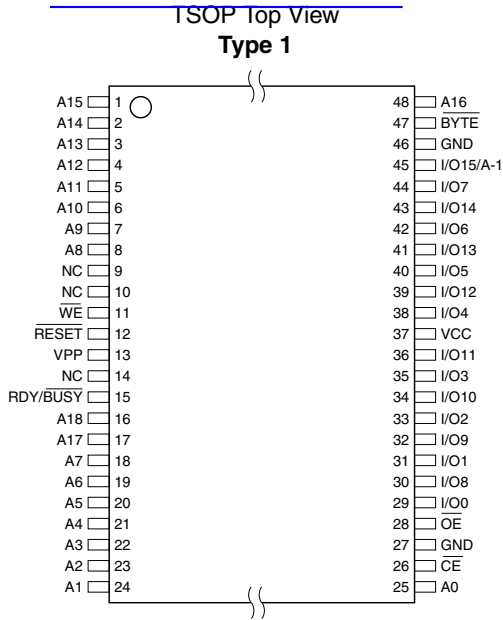 TSOP Top View
Type 1
A15 1 48 A16
A14 2 47 BYTE
A13 3 46 GND
A12 4 45 I/O15/A-1
A11 5 44 I/O7
A10 6 43 I/O14
A9 7 42 I/O6
A8 8 41 I/O13
NC 9 40 I/O5
NC 10 39 I/O12
WE 11 38 I/O4
RESET 12 37 VCC
VPP 13 36 I/O11
NC 14 35 I/O3
RDY/BUSY 15 34 I/O10
A18 16 33 I/O2
A17 17 32 I/O9
A7 18 31 I/O1
A6 19 30 I/O8
A5 20 29 I/O0
A4 21 28 OE
A3 22 27 GND
A2 23 26 CE
A1 24 25 A0